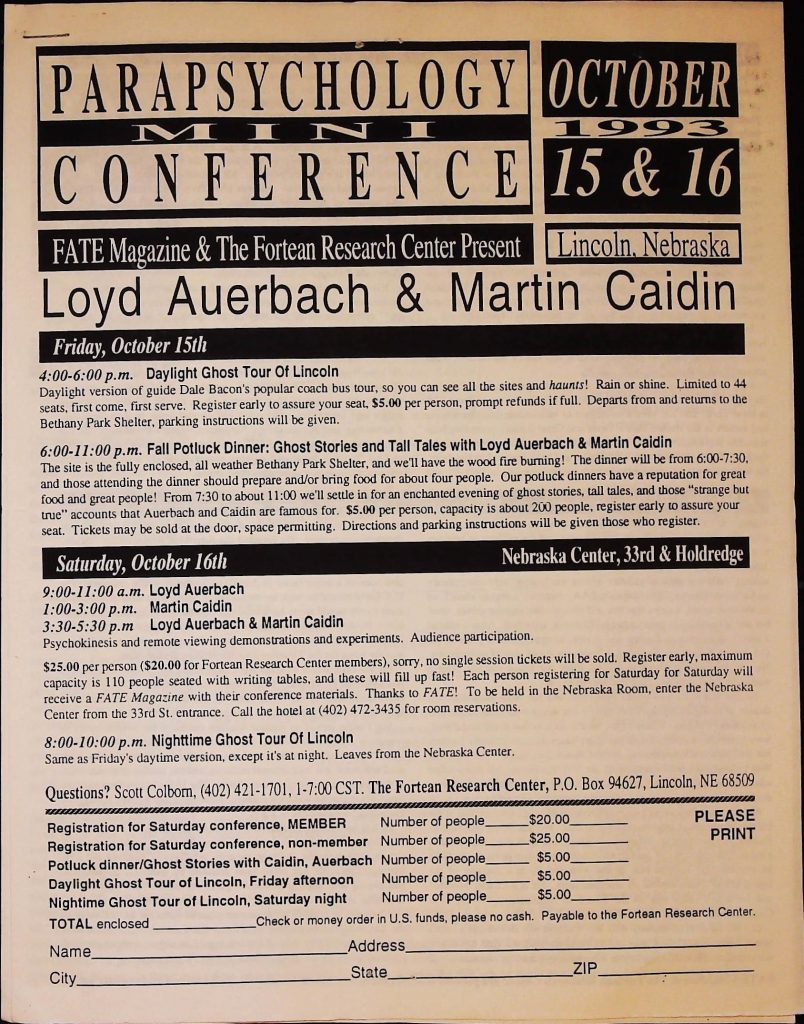 PARAPSYCHOLOGY
MINI
CONFERENCE
OCTOBER
1993
15 & 16
FATE Magazine & The Fortean Research Center Present
Lincoln, Nebraska
Loyd Auerbach & Martin Caidin
Friday, October 15th
4:00-6:00 p.m. Daylight Ghost Tour Of Lincoln
Daylight version of guide Dale Bacon's popular coach bus tour, so you can see all the sites and haunts! Rain or shine. Limited to 44
seats, first come, first serve. Register early to assure your seat, $5.00 per person, prompt refunds if full. Departs from and returns to the
Bethany Park Shelter, parking instructions will be given.
6:00-11:00 p.m. Fall Potluck Dinner: Ghost Stories and Tall Tales with Loyd Auerbach & Martin Caidin
The site is the fully enclosed, all weather Bethany Park Shelter, and we'll have the wood fire burning! The dinner will be from 6:00-7:30,
and those attending the dinner should prepare and/or bring food for about four people. Our potluck dinners have a reputation for great
food and great people! From 7:30 to about 11:00 we'll settle in for an enchanted evening of ghost stories, tall tales, and those "strange but
true" accounts that Auerbach and Caidin are famous for. $5.00 per person, capacity is about 200 people, register early to assure your
seat. Tickets may be sold at the door, space permitting. Directions and parking instructions will be given those who register.
Saturday, October 16th Nebraska Center, 33rd & Holdredge
9:00-11:00 a.m. Loyd Auerbach
1:00-3:00 p.m. Martin Caidin
3:30-5:30 p.m Loyd Auerbach & Martin Caidin
Psychokinesis and remote viewing demonstrations and experiments. Audience participation.
$25.00 per person ($20.00 for Fortean Research Center members), sorry, no single session tickets will be sold. Register early, maximum
capacity is 110 people seated with writing tables, and these will fill up fast! Each person registering for Saturday for Saturday will
receive a FATE Magazine with their conference materials. Thanks to FATE! To be held in the Nebraska Room, enter the Nebraska
Center from the 33rd St. entrance. Call the hotel at (402) 472-3435 for room reservations.
8:00-10:00 p.m. Nighttime Ghost Tour Of Lincoln
Same as Friday's daytime version, except it's at night. Leaves from the Nebraska Center.
Questions? Scott Colborn, (402) 421-1701, 1-7:00 CST. The Fortean Research Center, P.O. Box 94627, Lincoln, NE 68509
Registration for Saturday conference, MEMBER Number of people______$20.00________ PLEASE
Registration for Saturday conference, non-member Number of people______$25.00________ PRINT
Potluck dinner/Ghost Stories with Caidin, Auerbach Number of people______ $5.00________
Daylight Ghost Tour of Lincoln, Friday afternoon Number of people______ $5.00________
Nightime Ghost Tour of Lincoln, Saturday night Number of people______ $5.00________
TOTAL enclosed ______________Check or money order in U.S. funds, please no cash. Payable to the Fortean Research Center.
Name__________________________________Address______________________________________________
City____________________________________State__________________________ZIP____________________